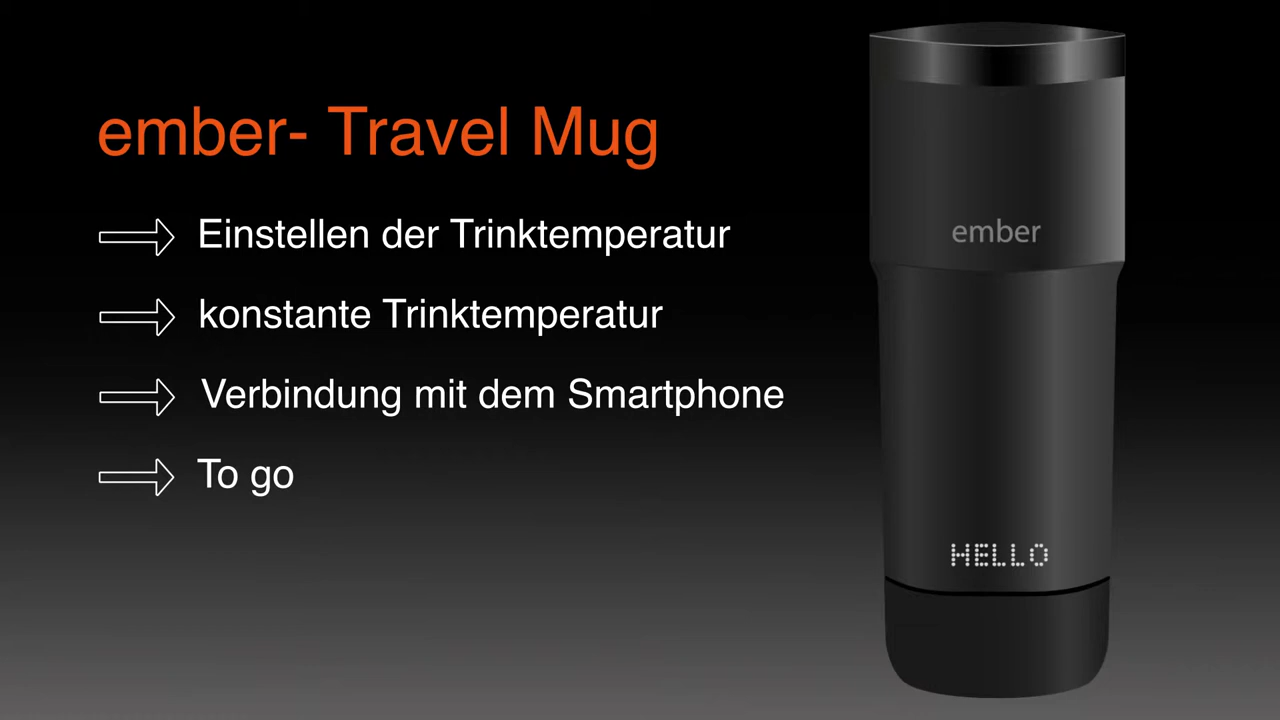 ember- Travel Mug
Einstellen der Trinktemperatur
konstante Trinktemperatur
Verbindung mit dem Smartphone
To go
ember
HELLO